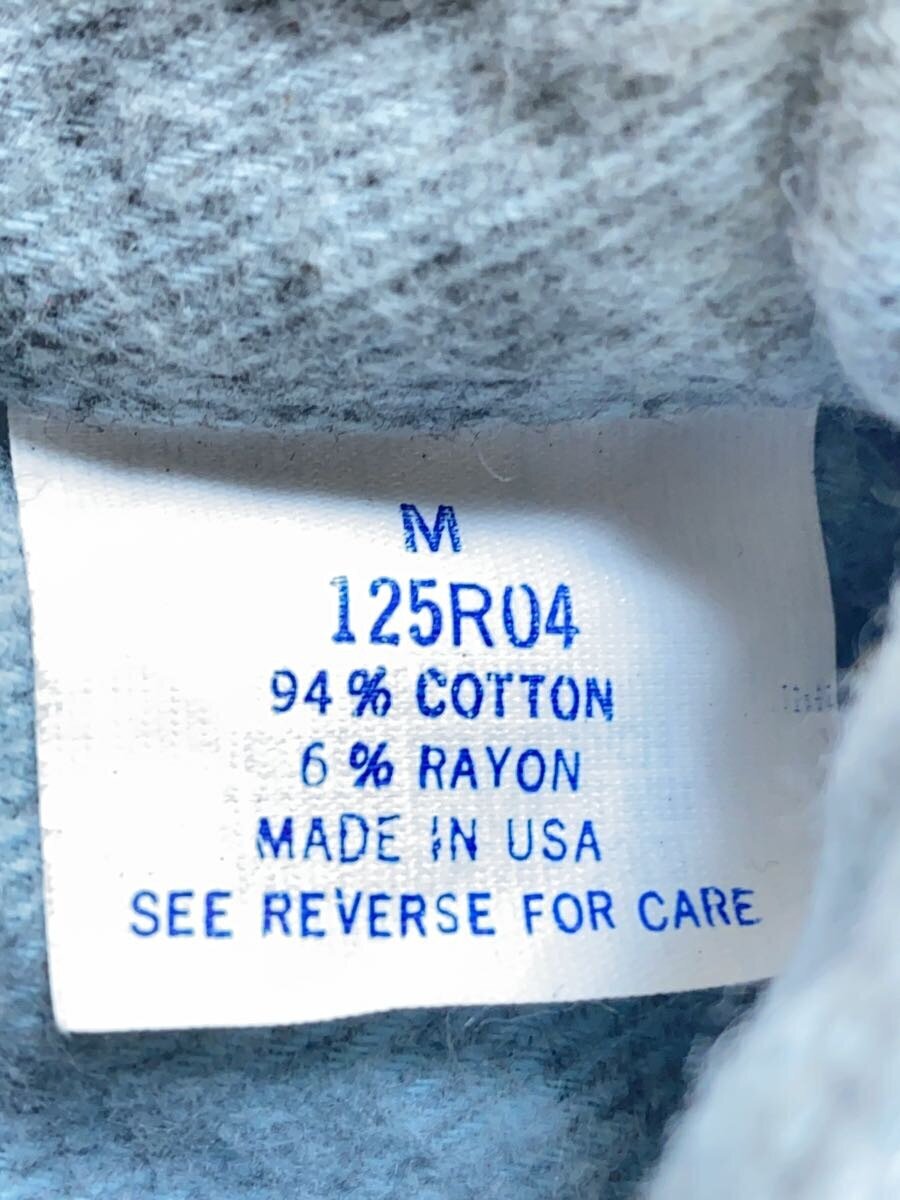 M
125R04
94% COTTON
6% RAYON
MADE IN USA
SEE REVERSE FOR CARE